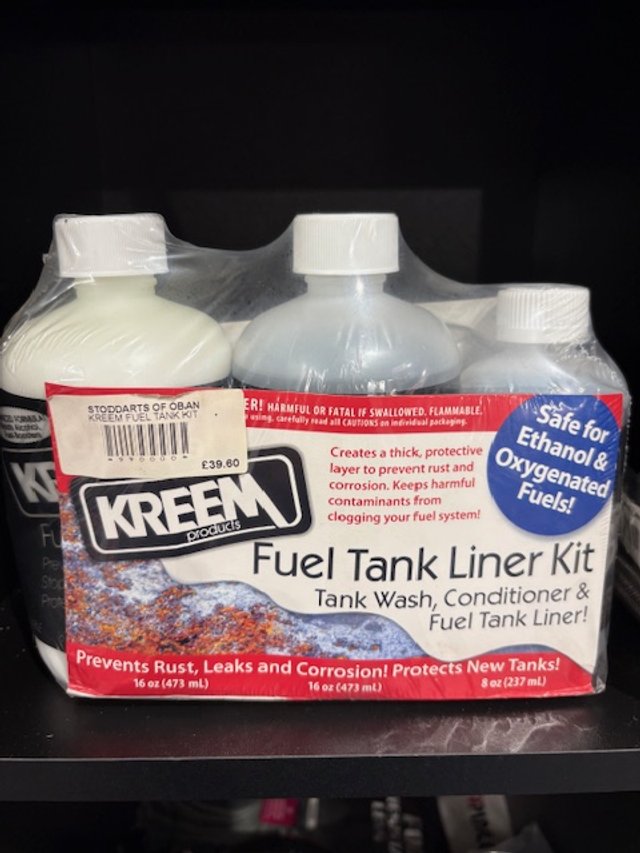 STODDARTS OF OBAN
KREEM FUEL TANK KIT
£39.60
ER! HARMFUL OR FATAL IF SWALLOWED. FLAMMABLE.
using, carefully read all CAUTIONS on individual packaging.
Creates a thick, protective
layer to prevent rust and
corrosion. Keeps harmful
contaminants from
clogging your fuel system!
Safe for
Ethanol &
Oxygenated
Fuels!
KREEM
products
Fuel Tank Liner Kit
Tank Wash, Conditioner &
Fuel Tank Liner!
Prevents Rust, Leaks and Corrosion! Protects New Tanks!
16 oz (473 mL) 16 oz (473 mL) 8 oz (237 mL)